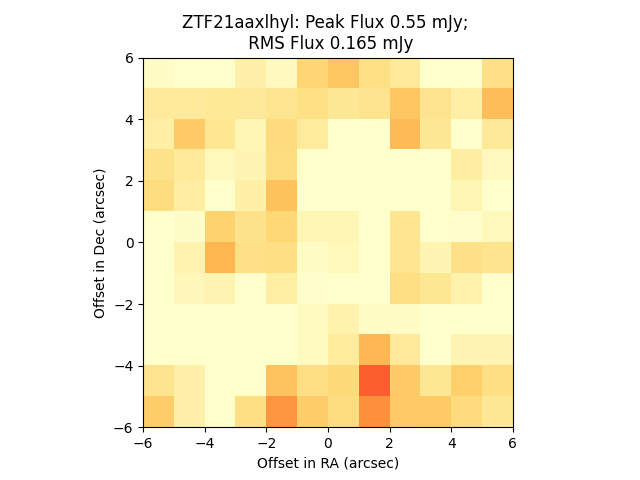 ZTF21aaxlhyl: Peak Flux 0.55 mJy;
RMS Flux 0.165 mJy
6
4
2
0
−2
−4
−6
Offset in Dec (arcsec)
−6 −4 −2 0 2 4 6
Offset in RA (arcsec)